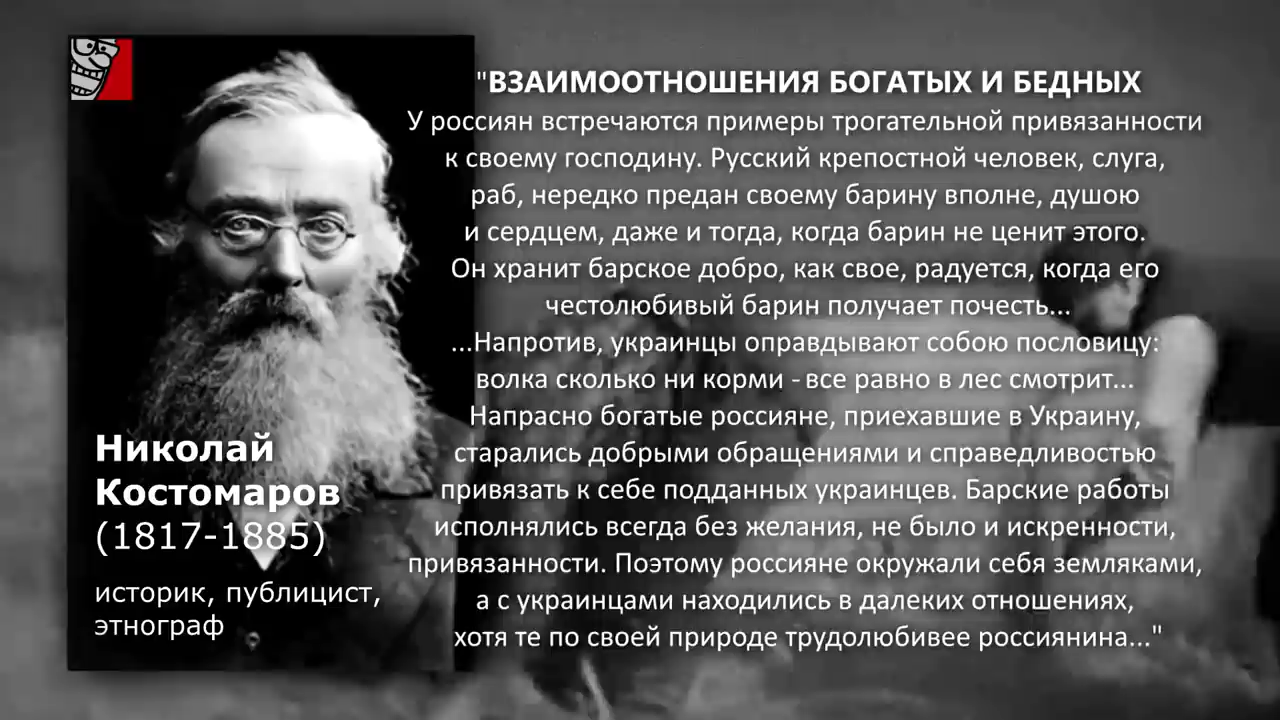 "ВЗАИМООТНОШЕНИЯ БОГАТЫХ И БЕДНЫХ
У россиян встречаются примеры трогательной привязанности
к своему господину. Русский крепостной человек, слуга,
раб, нередко предан своему барину вполне, душою
и сердцем, даже и тогда, когда барин не ценит этого.
Он хранит барское добро, как свое, радуется, когда его
честолюбивый барин получает почесть...
...Напротив, украинцы оправдывают собою пословицу:
волка сколько ни корми - все равно в лес смотрит...
Напрасно богатые россияне, приехавшие в Украину,
старались добрыми обращениями и справедливостью
привязать к себе подданных украинцев. Барские работы
исполнялись всегда без желания, не было и искренности,
привязанности. Поэтому россияне окружали себя земляками,
а с украинцами находились в далеких отношениях,
хотя те по своей природе трудолюбивее россиянина..."
Николай
Костомаров
(1817-1885)
историк, публицист,
этнограф